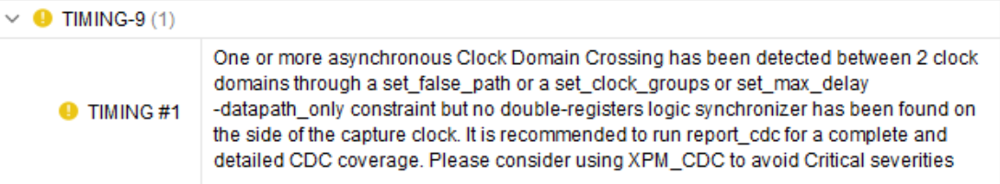 TIMING-9 (1)
One or more asynchronous Clock Domain Crossing has been detected between 2 clock
domains through a set_false_path or a set_clock_groups or set_max_delay
TIMING #1
-datapath_only constraint but no double-registers logic synchronizer has been found on
the side of the capture clock. It is recommended to run report_cdc for a complete and
detailed CDC coverage. Please consider using XPM_CDC to avoid Critical severities